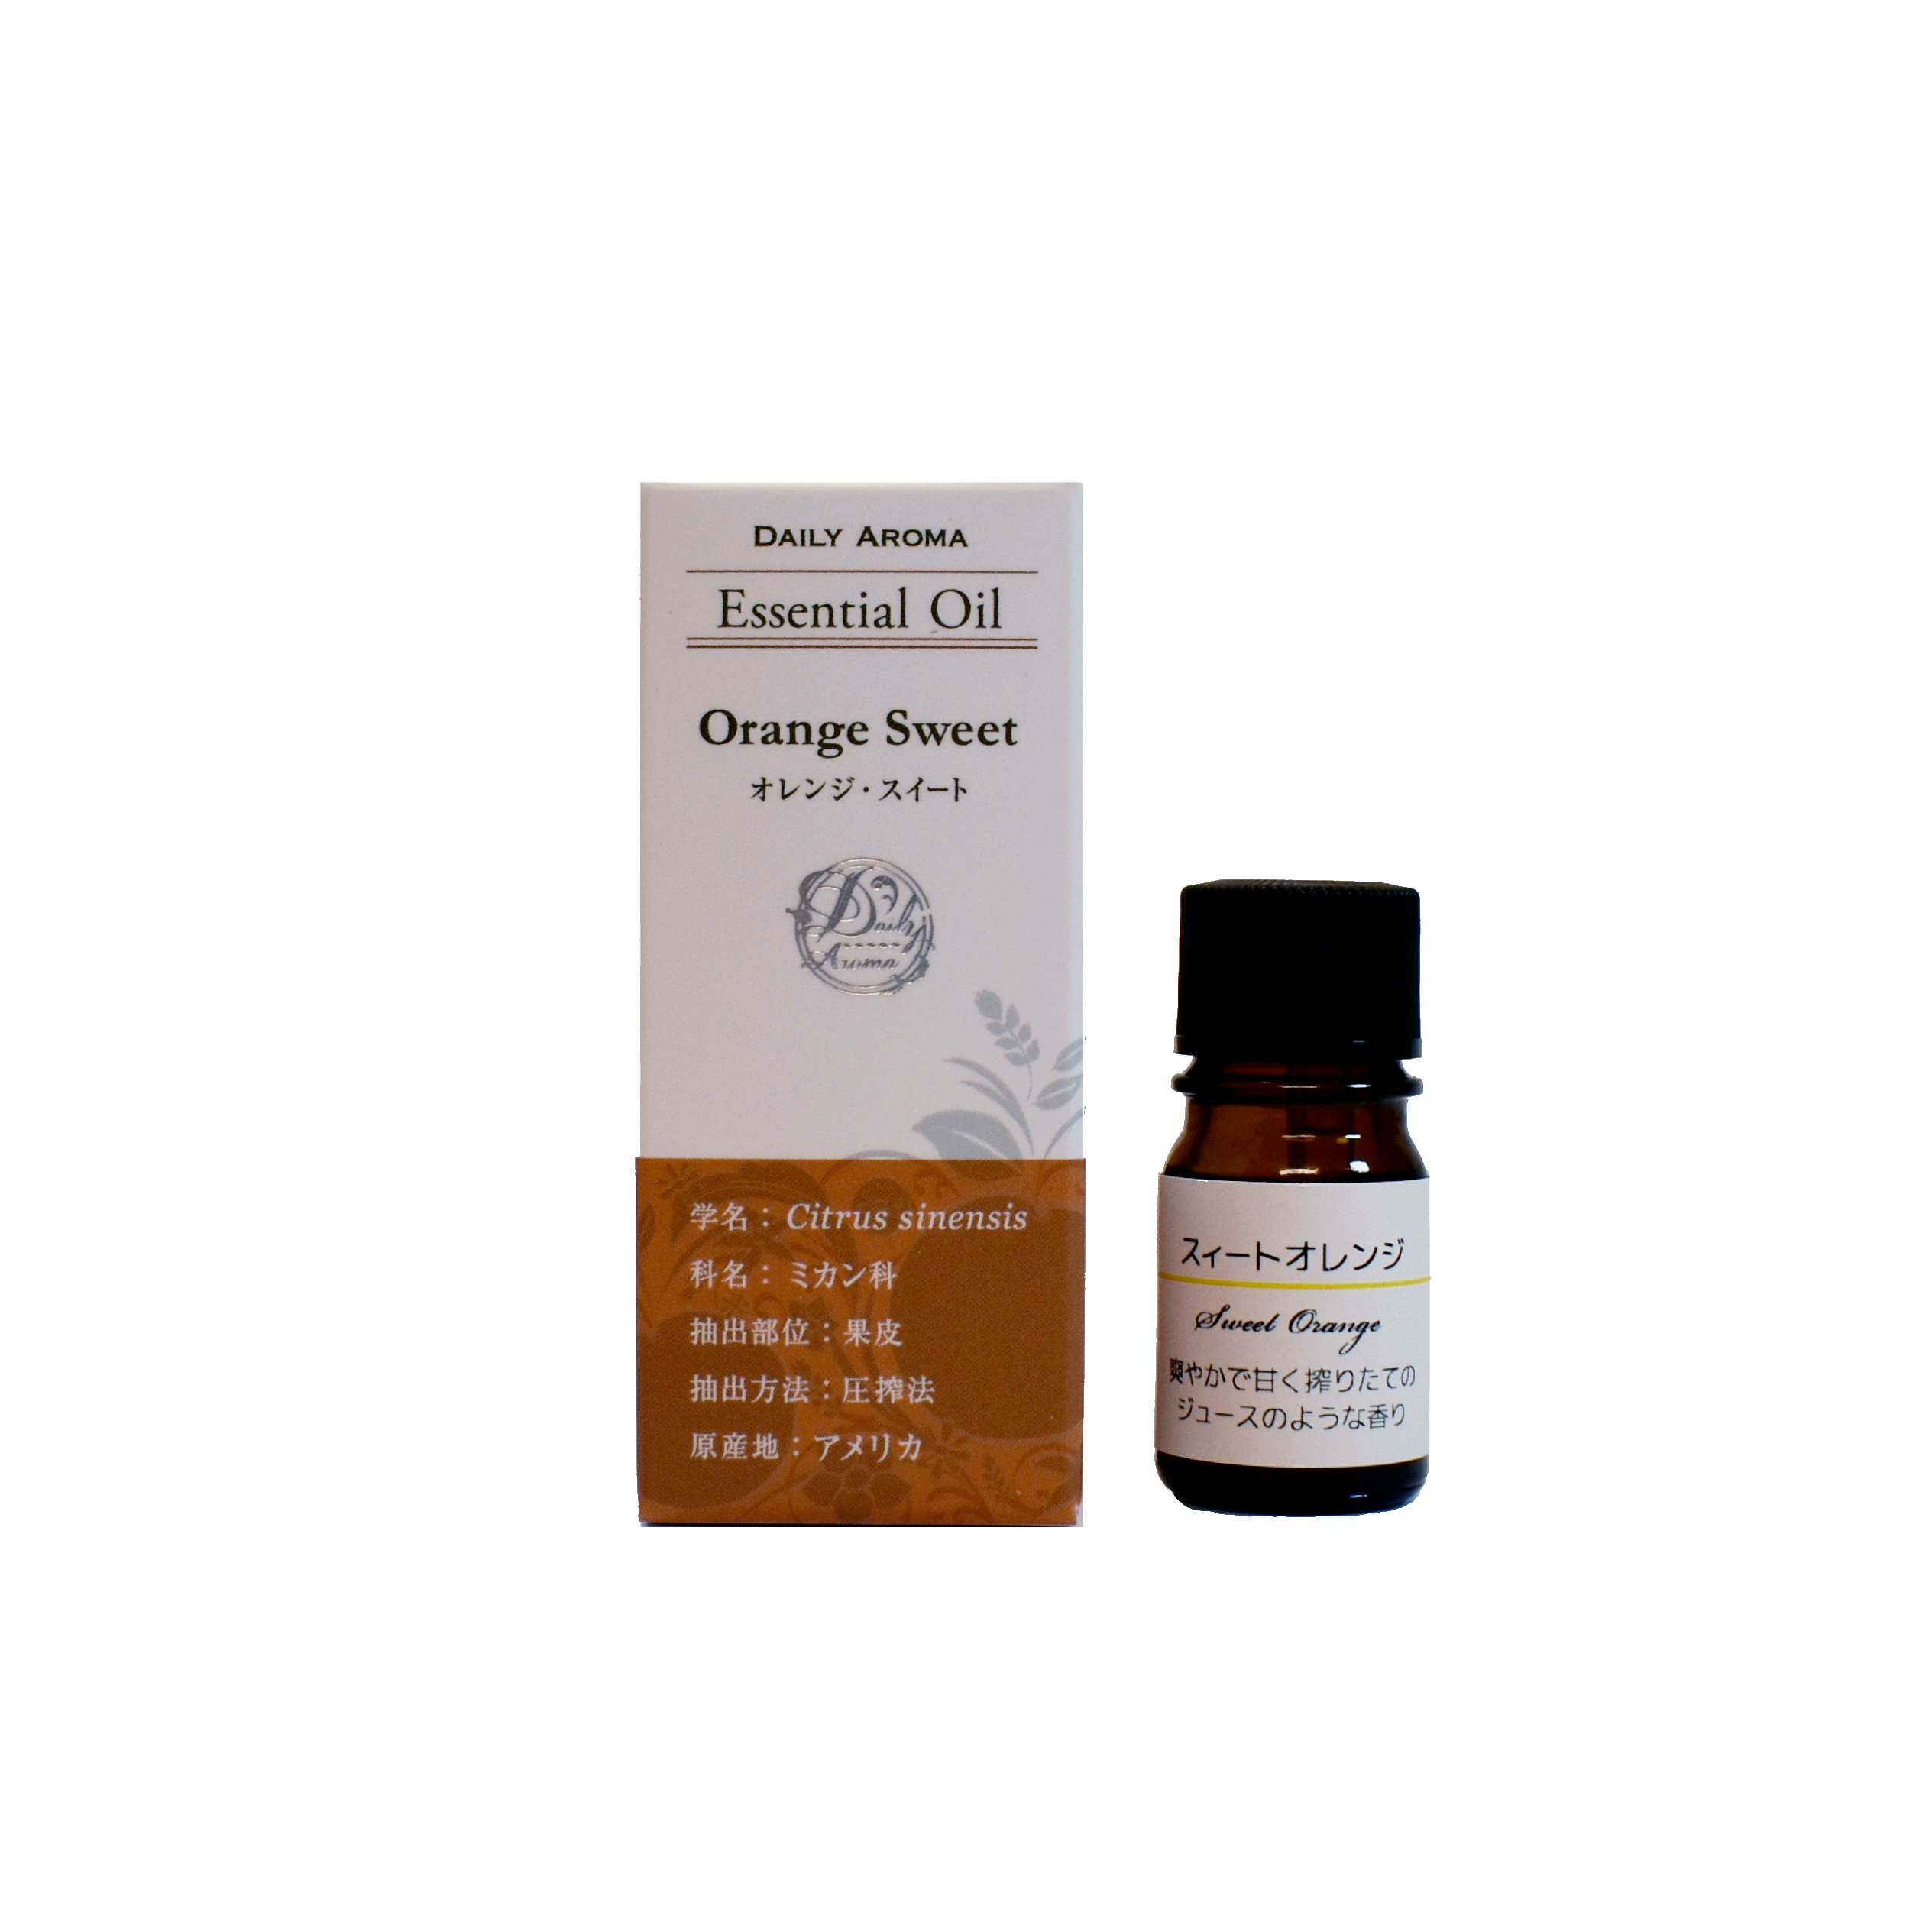 DAILY AROMA
Essential Oil
Orange Sweet
オレンジ・スイート
Daily
Aroma
学名：Citrus sinensis
科名：ミカン科
抽出部位：果皮
抽出方法：圧搾法
原産地：アメリカ
スィートオレンジ
Sweet Orange
爽やかで甘く搾りたての
ジュースのような香り